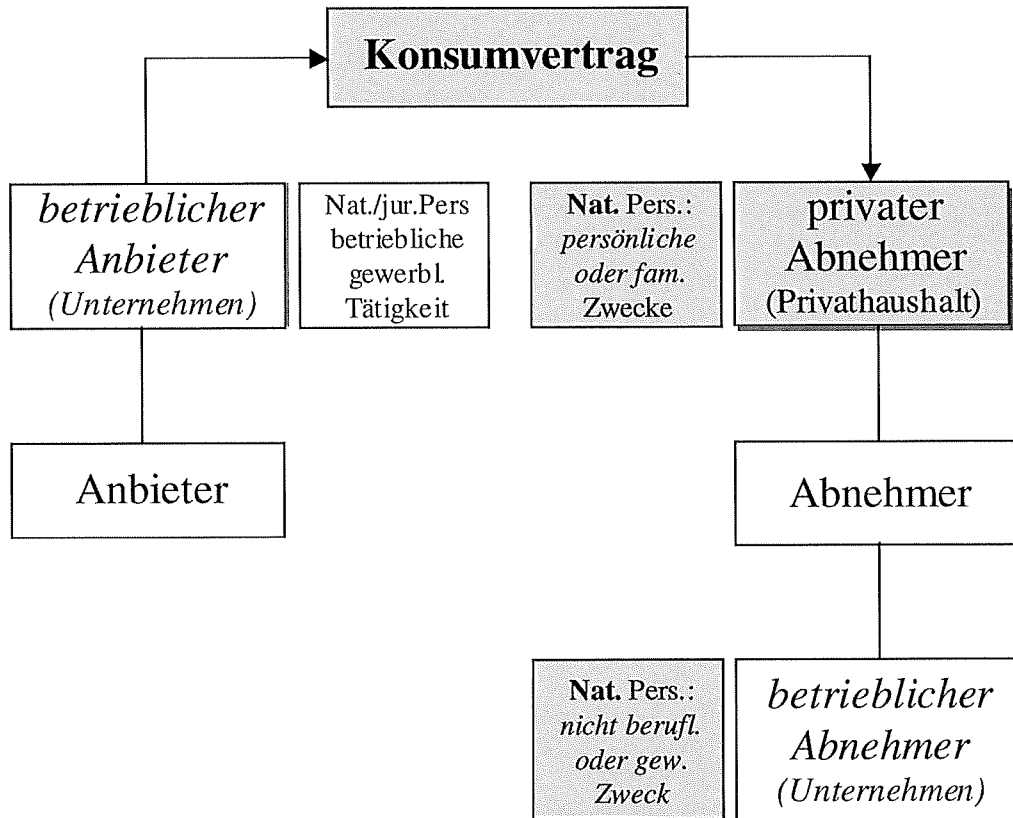 Konsumvertrag
betrieblicher
Anbieter
(Unternehmen)
Nat./jur.Pers
betriebliche
gewerbl.
Tätigkeit
Nat. Pers.:
persönliche
oder fam.
Zwecke
privater
Abnehmer
(Privathaushalt)
Anbieter
Abnehmer
Nat. Pers.:
nicht berufl.
oder gew.
Zweck
betrieblicher
Abnehmer
(Unternehmen)